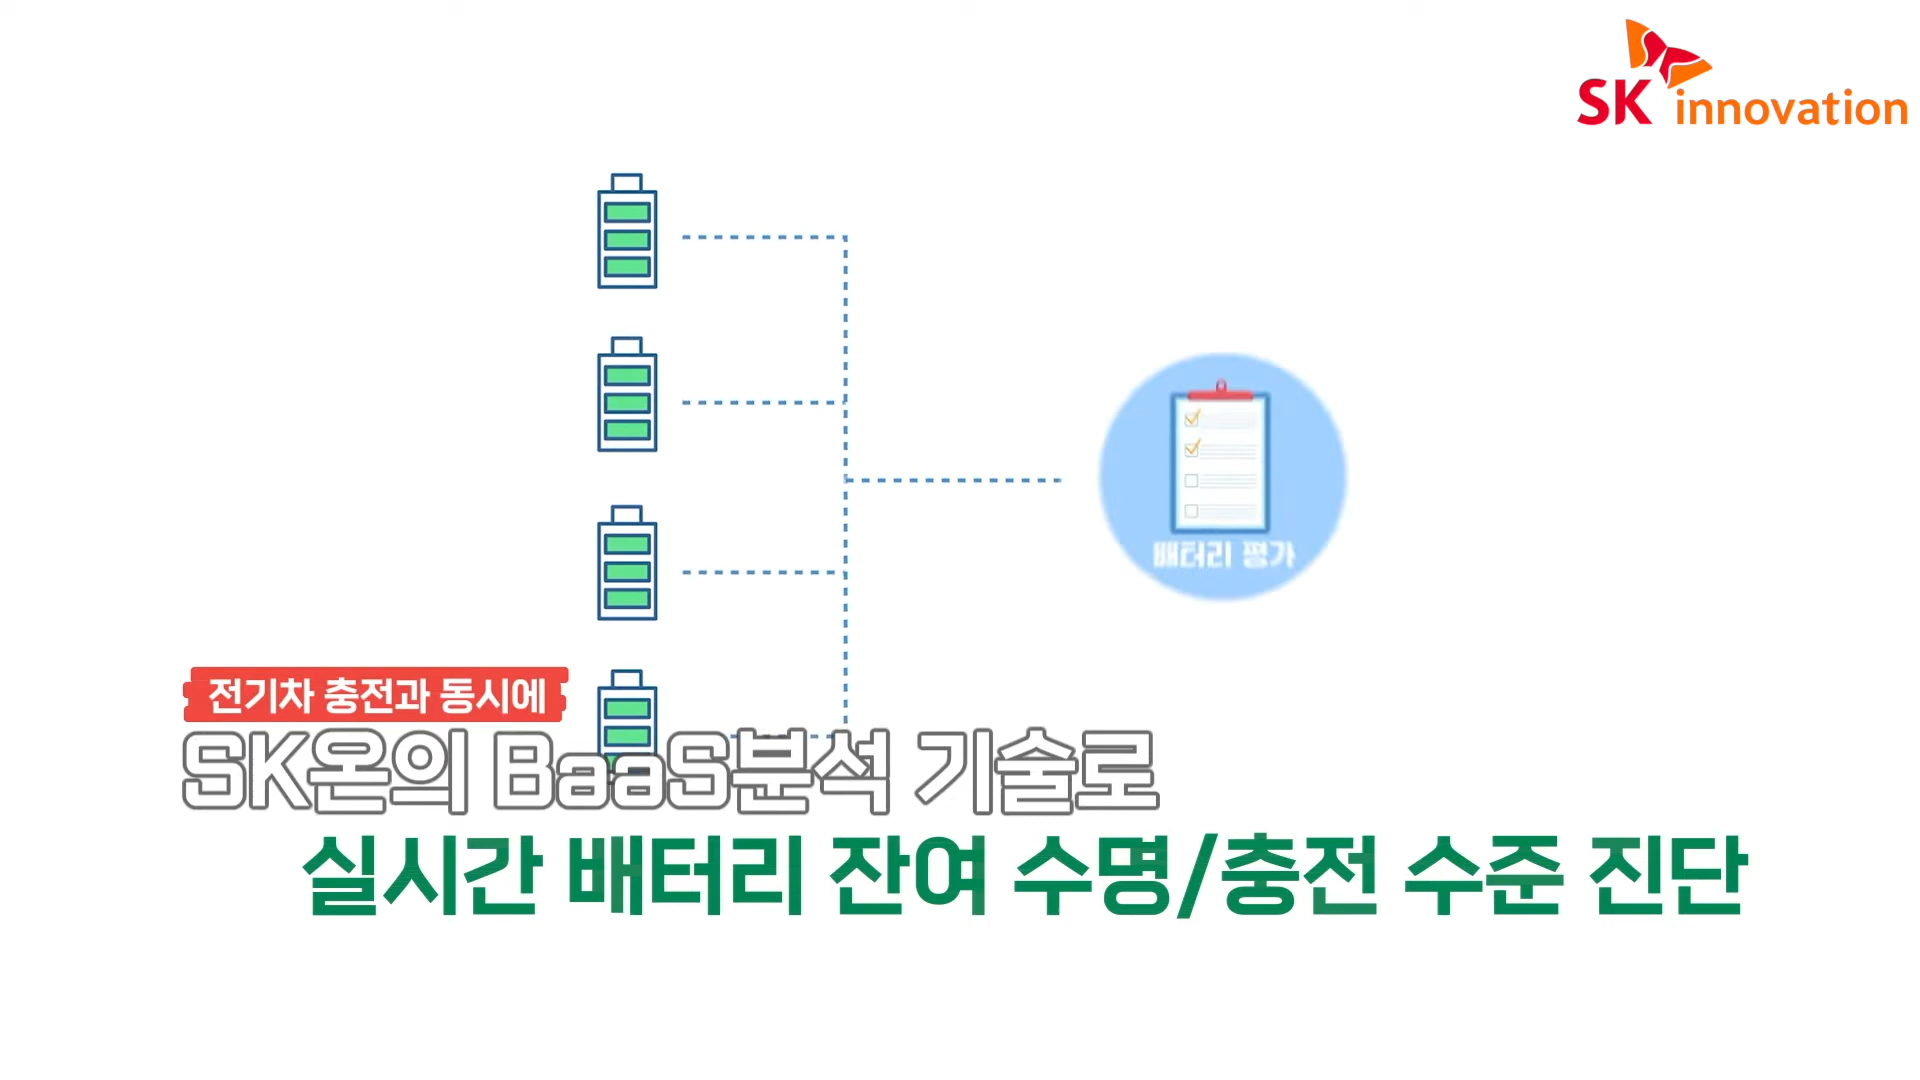 SK innovation
배터리 평가
전기차 충전과 동시에
SK온의 BaaS분석 기술로
실시간 배터리 잔여 수명/충전 수준 진단